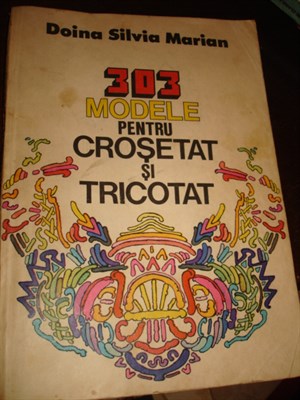 Doina Silvia Marian
303
MODELE
PENTRU
CROȘETAT
ȘI
TRICOTAT